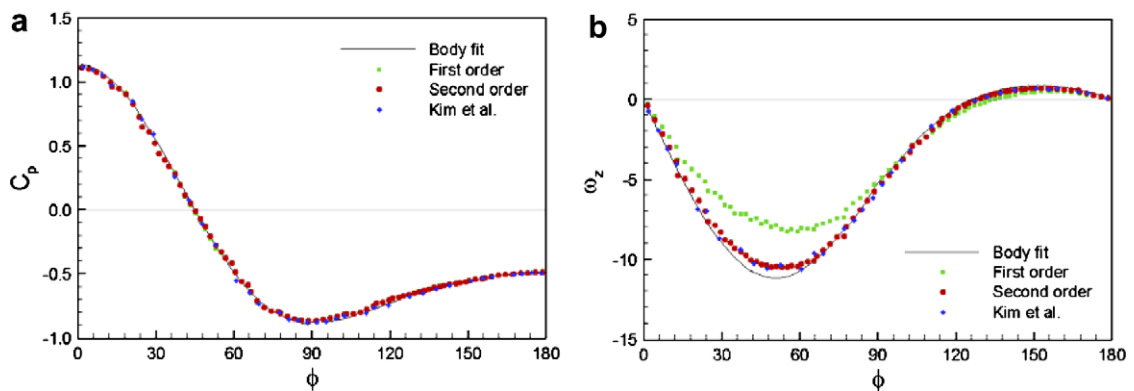 a
1.5
1.0
0.5
0.0
-0.5
-1.0
Cp
0 30 60 90 120 150 180
ϕ
Body fit
First order
Second order
Kim et al.
b
5
0
-5
-10
-15
ωz
0 30 60 90 120 150 180
ϕ
Body fit
First order
Second order
Kim et al.